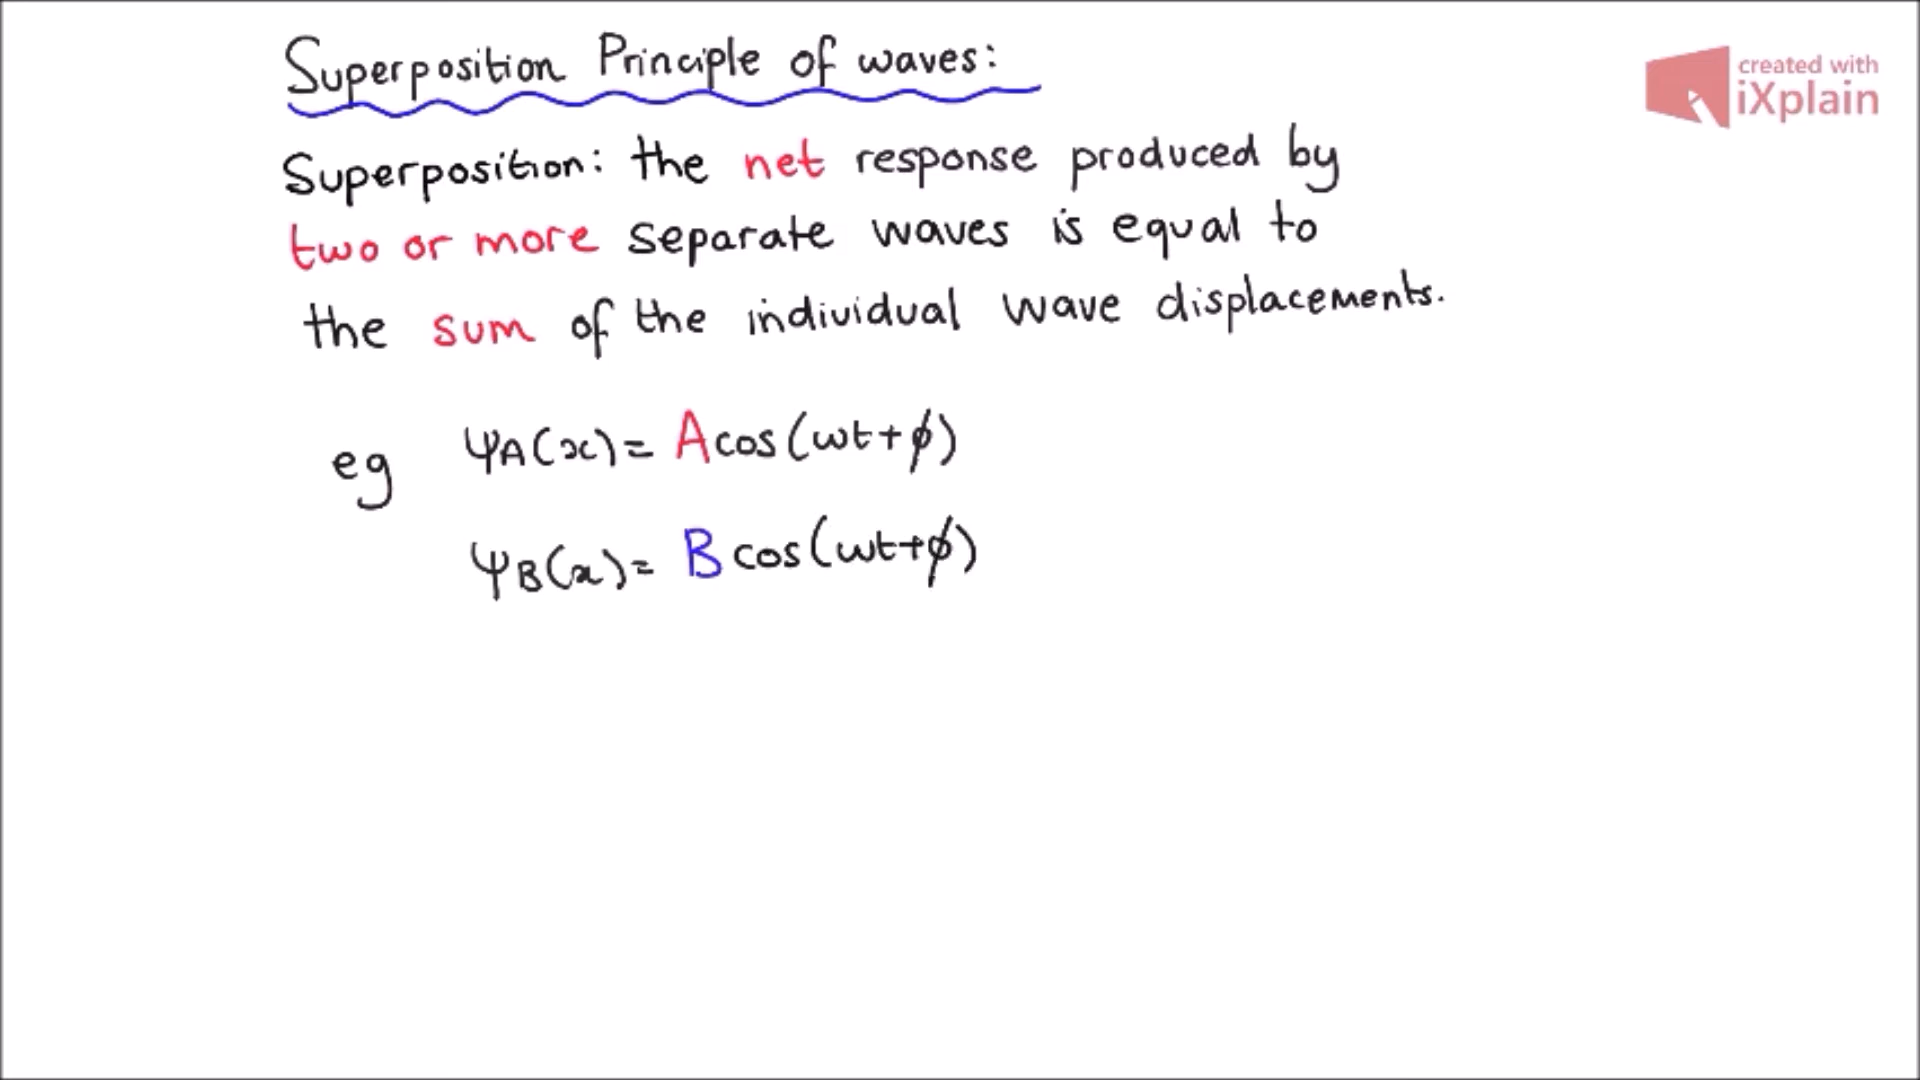 Superposition Principle of waves:
created with
iXplain
Superposition: the net response produced by
two or more separate waves is equal to
the sum of the individual wave displacements.
eg ΨA(x)= Acos(ωt+ϕ)
ΨB(x)= Bcos(ωt+ϕ)